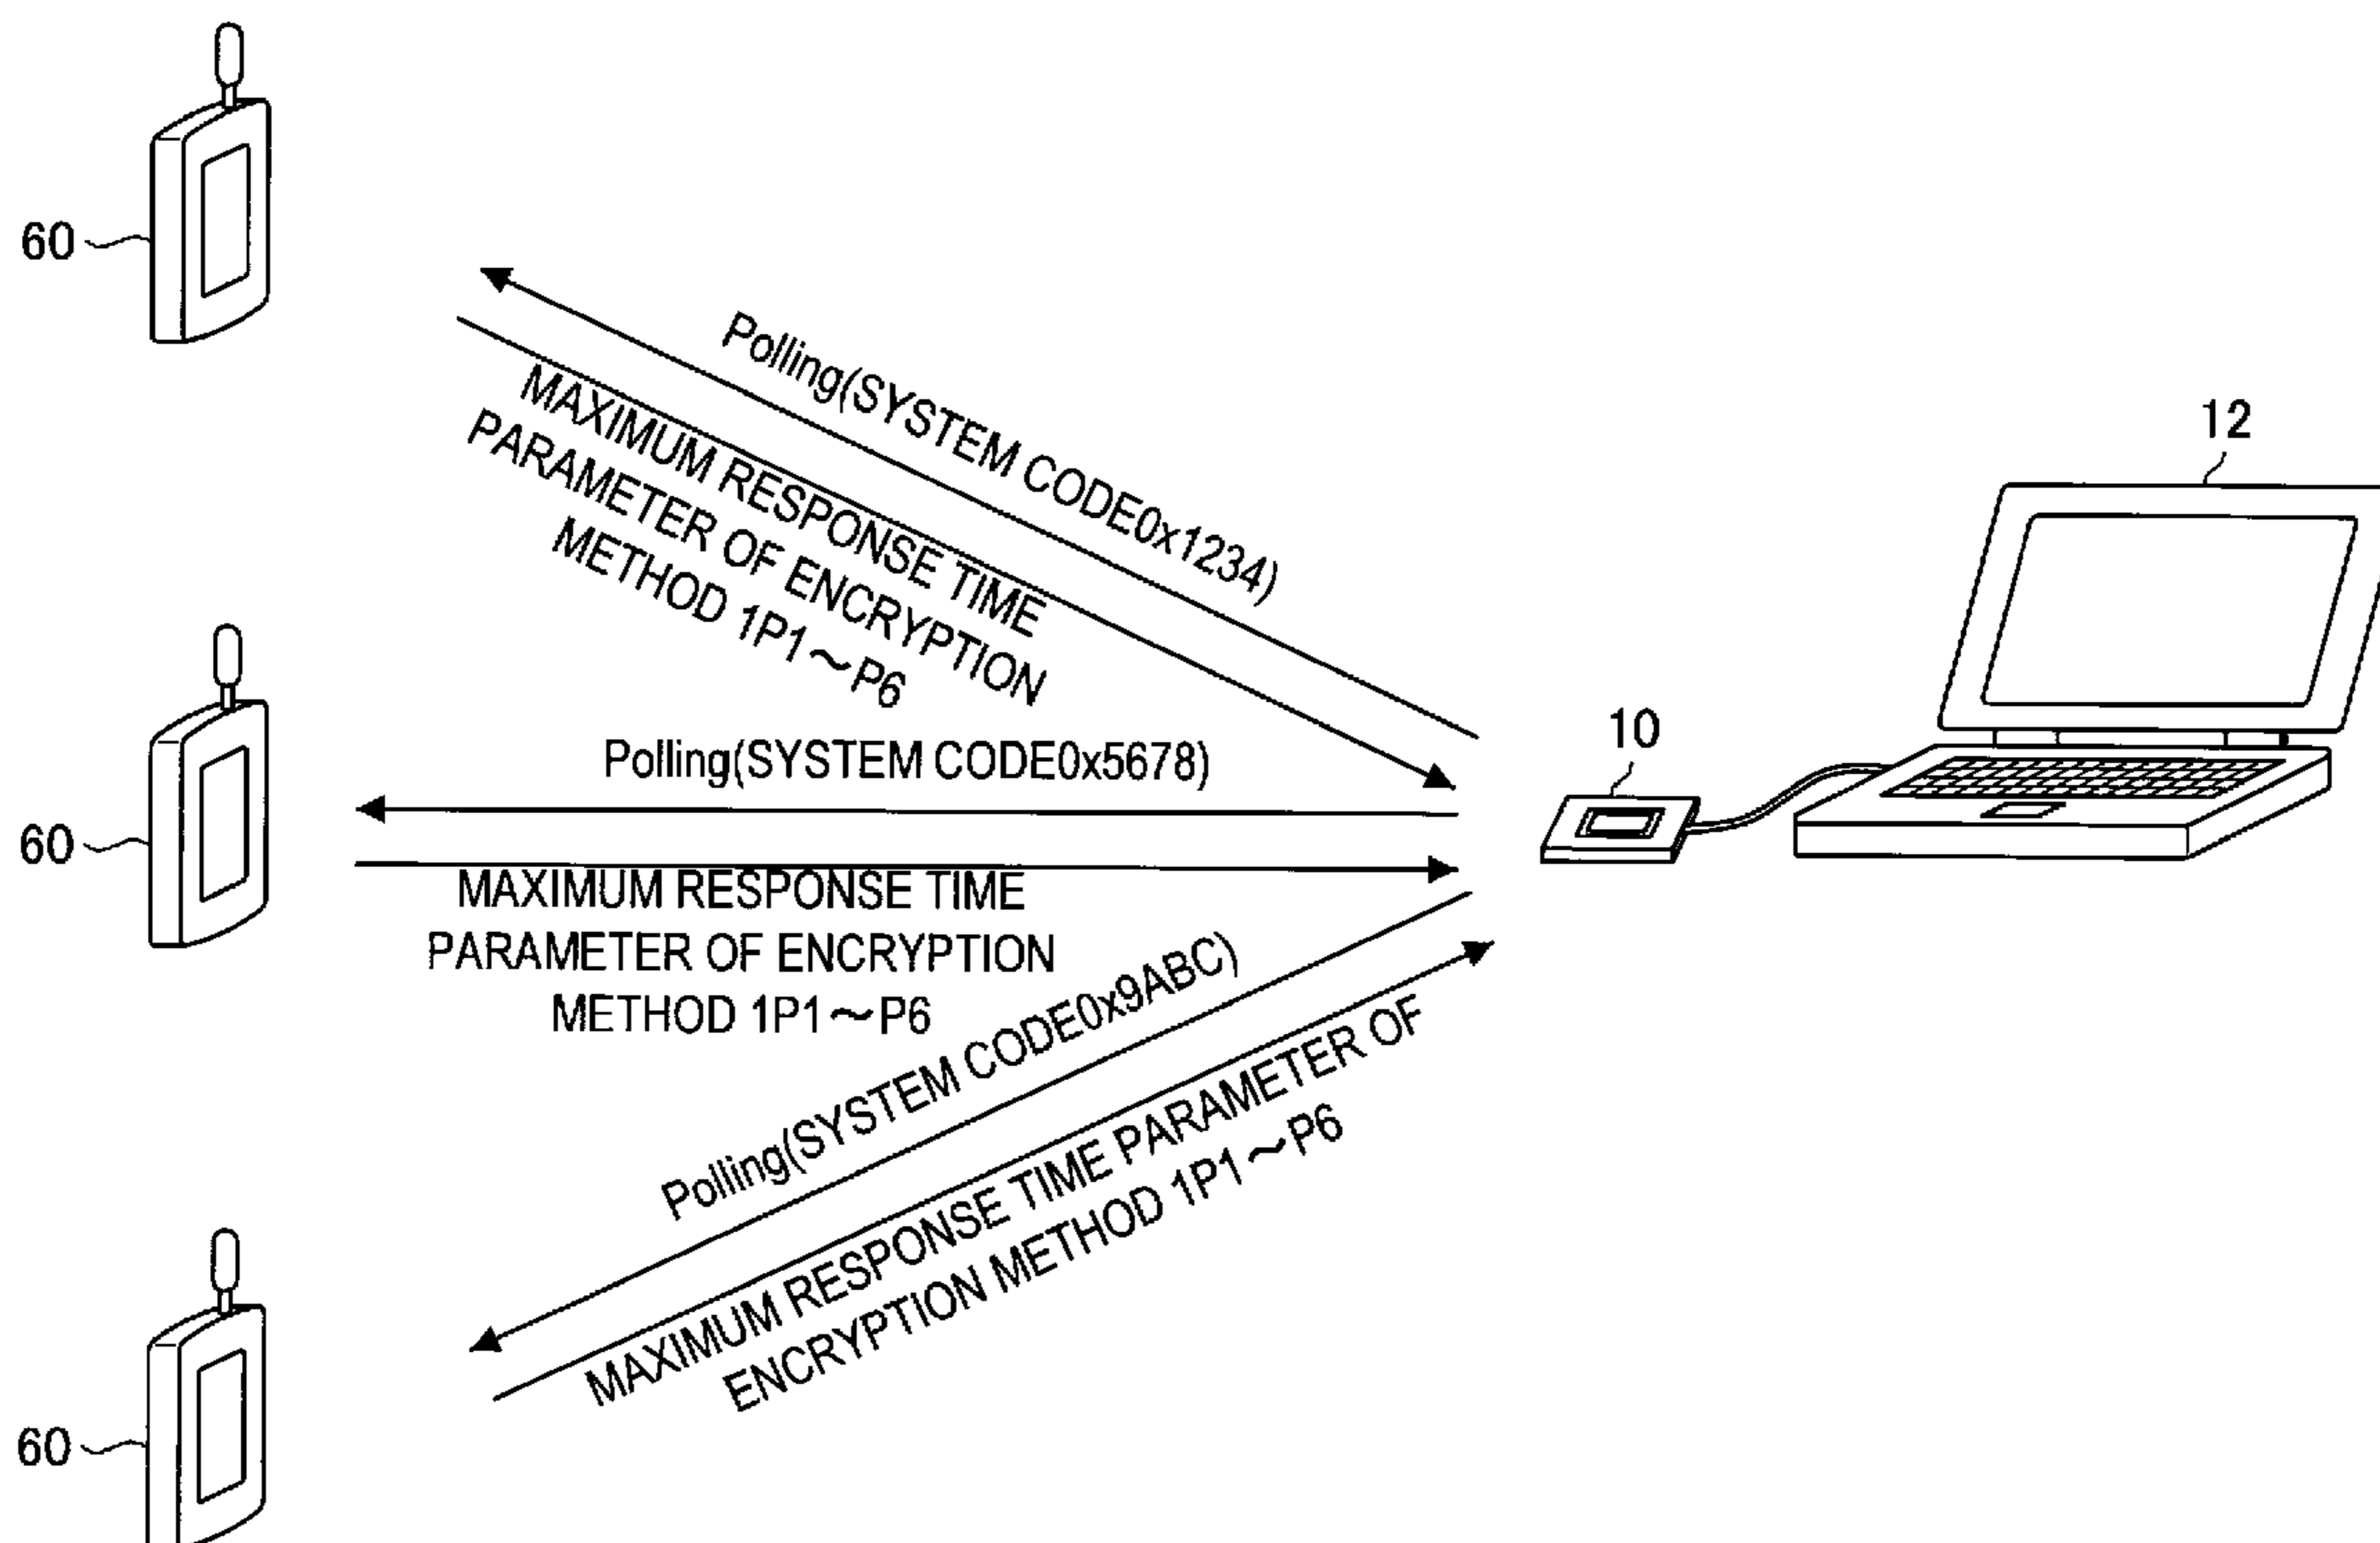 60
Polling(SYSTEM CODE0x1234)
MAXIMUM RESPONSE TIME
PARAMETER OF ENCRYPTION
METHOD 1P1～P6
12
10
60
Polling(SYSTEM CODE0x5678)
MAXIMUM RESPONSE TIME
PARAMETER OF ENCRYPTION
METHOD 1P1～P6
Polling(SYSTEM CODE0x9ABC)
MAXIMUM RESPONSE TIME PARAMETER OF
ENCRYPTION METHOD 1P1～P6
60